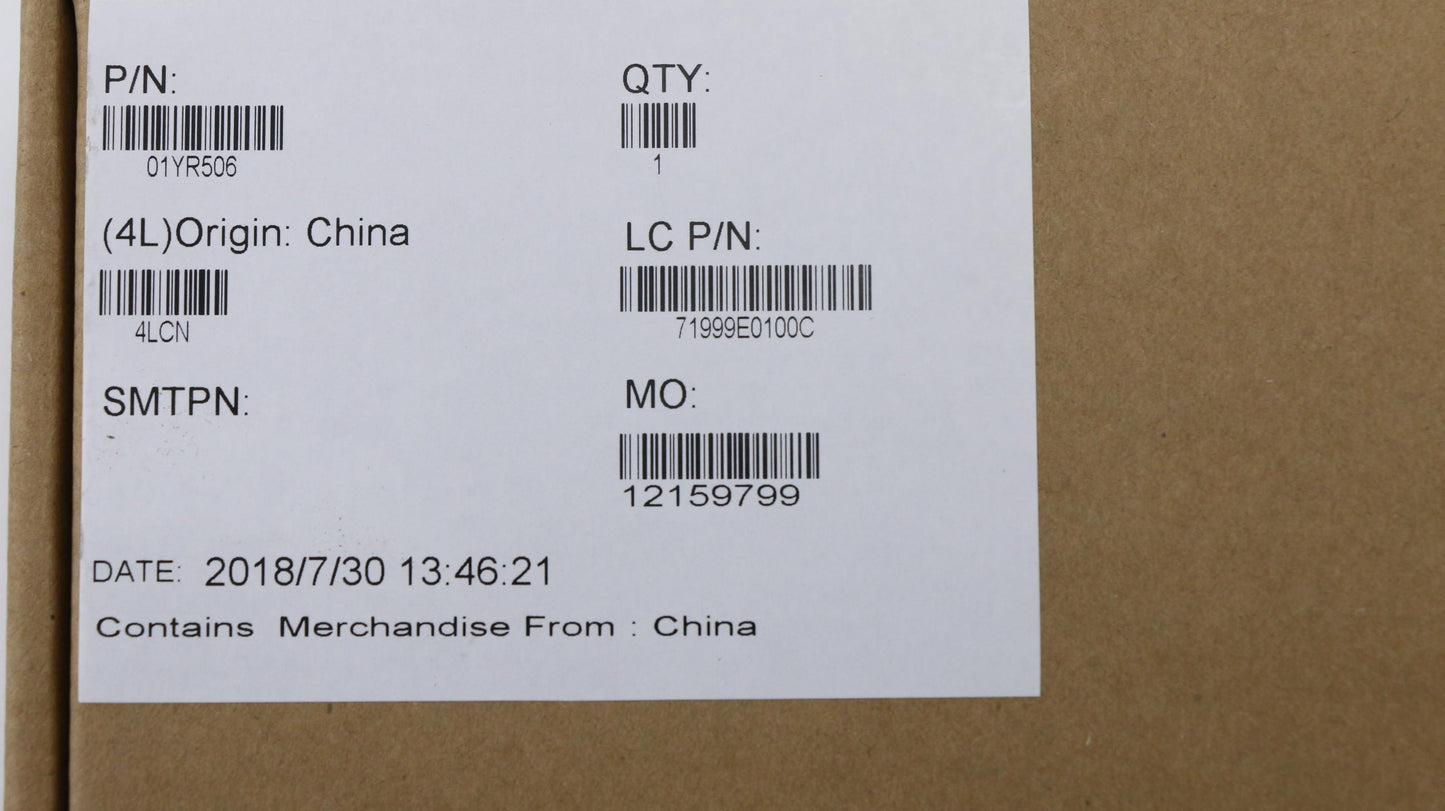 P/N:
01YR506
QTY:
1
(4L)Origin: China
4LCN
LC P/N:
71999E0100C
SMTPN:
MO:
12159799
DATE: 2018/7/30 13:46:21
Contains Merchandise From : China